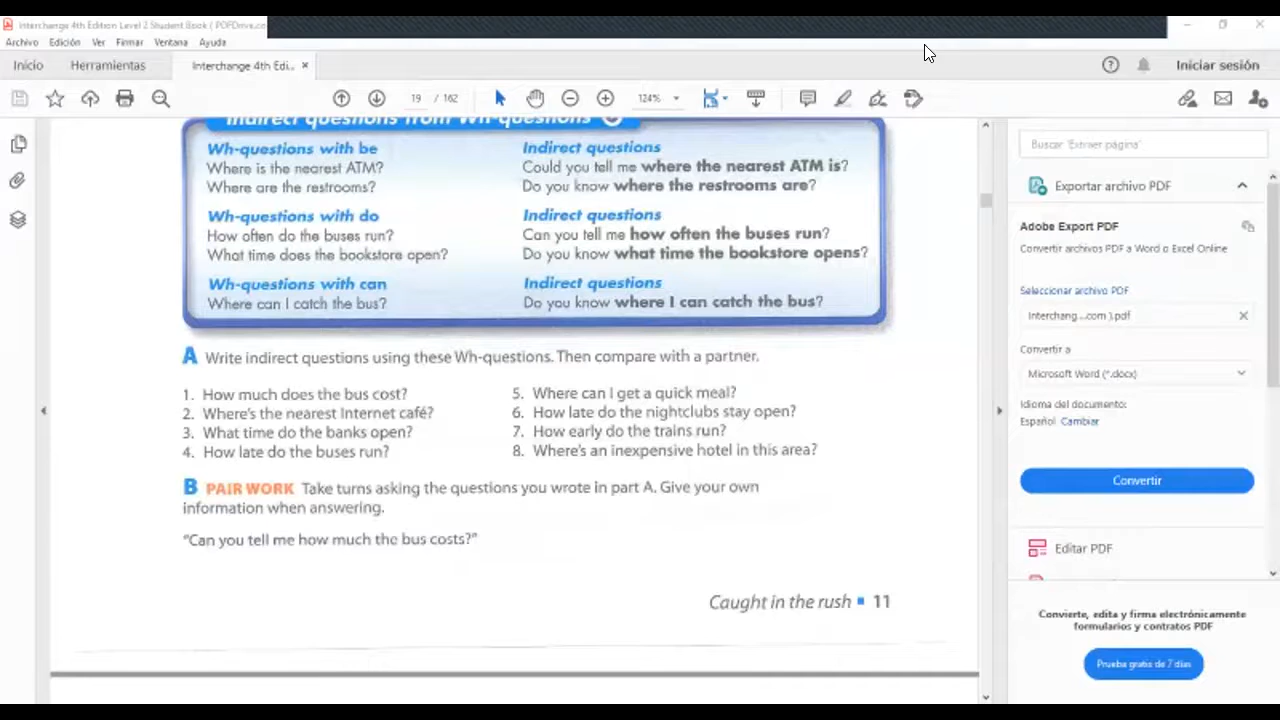 Interchange 4th Edition Level 2 Student Book ( PDFDrive.co
Archivo Edición Ver Firmar Ventana Ayuda
Inicio Herramientas Interchange 4th Edi... × Iniciar sesión
19 / 162 124%
Indirect questions from Wh-questions
Wh-questions with be
Where is the nearest ATM?
Where are the restrooms?
Indirect questions
Could you tell me where the nearest ATM is?
Do you know where the restrooms are?
Wh-questions with do
How often do the buses run?
What time does the bookstore open?
Indirect questions
Can you tell me how often the buses run?
Do you know what time the bookstore opens?
Wh-questions with can
Where can I catch the bus?
Indirect questions
Do you know where I can catch the bus?
A Write indirect questions using these Wh-questions. Then compare with a partner.
1. How much does the bus cost?
2. Where's the nearest Internet café?
3. What time do the banks open?
4. How late do the buses run?
5. Where can I get a quick meal?
6. How late do the nightclubs stay open?
7. How early do the trains run?
8. Where's an inexpensive hotel in this area?
B PAIR WORK Take turns asking the questions you wrote in part A. Give your own
information when answering.
"Can you tell me how much the bus costs?"
Caught in the rush ▪ 11
Buscar 'Extraer página'
Exportar archivo PDF
Adobe Export PDF
Convertir archivos PDF a Word o Excel Online
Seleccionar archivo PDF
Interchang ...com ).pdf
Convertir a
Microsoft Word (*.docx)
Idioma del documento:
Español Cambiar
Convertir
Editar PDF
Convierte, edita y firma electrónicamente
formularios y contratos PDF
Prueba gratis de 7 días